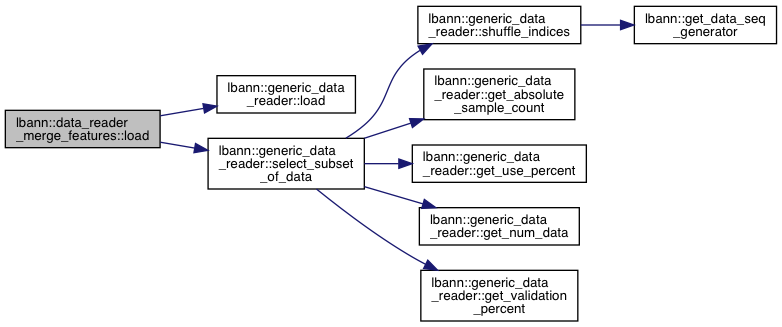 lbann::data_reader
_merge_features::load
lbann::generic_data
_reader::load
lbann::generic_data
_reader::select_subset
_of_data
lbann::generic_data
_reader::shuffle_indices
lbann::get_data_seq
_generator
lbann::generic_data
_reader::get_absolute
_sample_count
lbann::generic_data
_reader::get_use_percent
lbann::generic_data
_reader::get_num_data
lbann::generic_data
_reader::get_validation
_percent